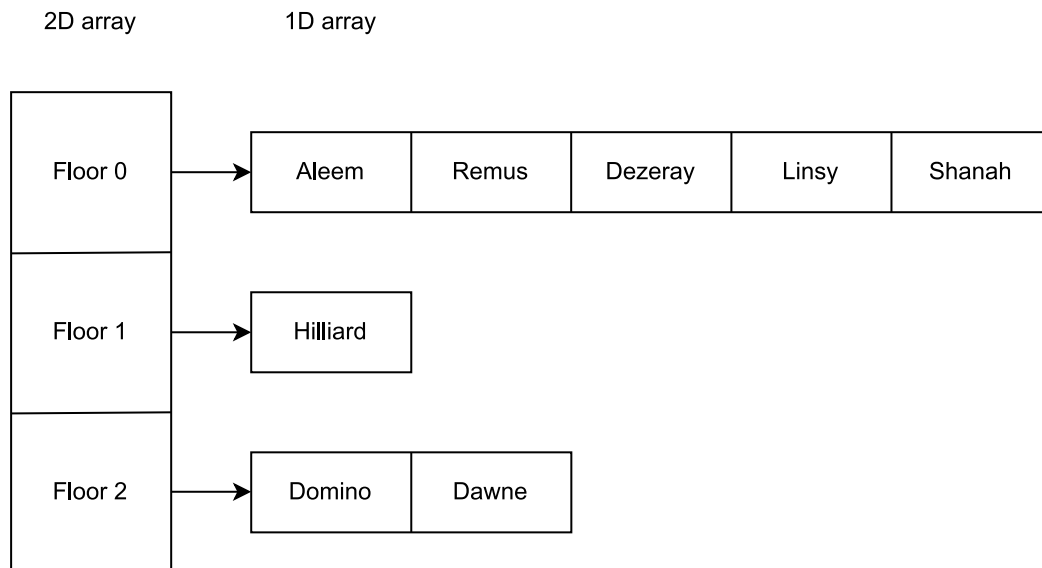 2D array 1D array
Floor 0 Aleem Remus Dezeray Linsy Shanah
Floor 1 Hilliard
Floor 2 Domino Dawne